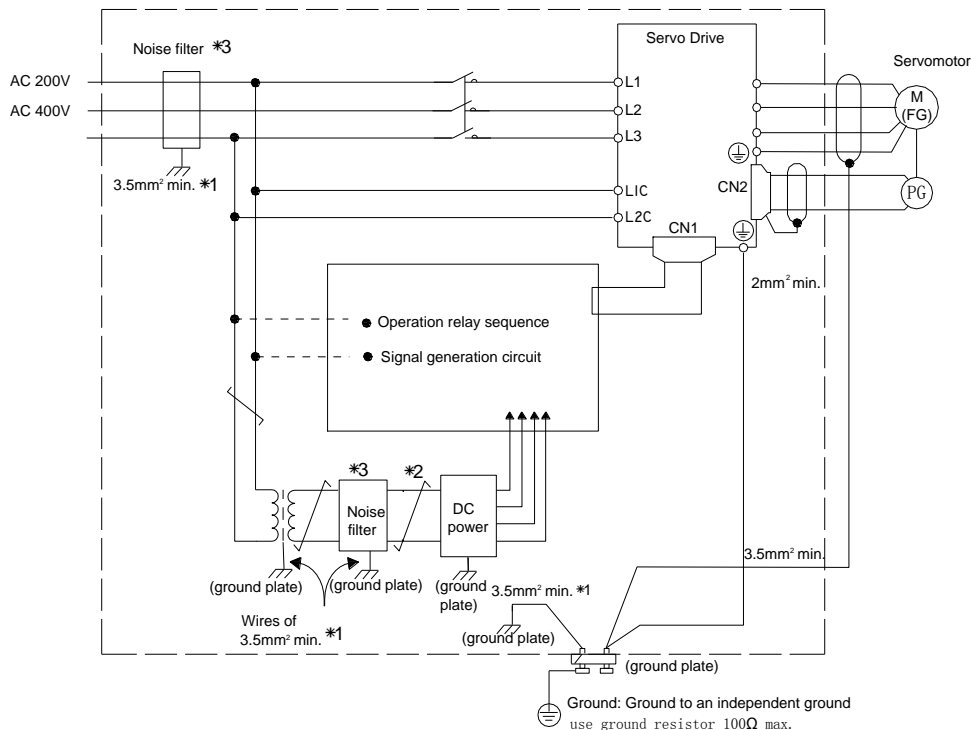 Noise filter *3
Servo Drive
Servomotor
AC 200V
AC 400V
L1
L2
L3
M
(FG)
3.5mm² min. *1
L1C
CN2
PG
L2C
CN1
2mm² min.
Operation relay sequence
Signal generation circuit
*3
*2
Noise
filter
DC
power
3.5mm² min.
(ground plate)
(ground plate)
(ground
plate)
3.5mm² min. *1
Wires of
3.5mm² min. *1
(ground plate)
(ground plate)
Ground: Ground to an independent ground
use ground resistor 100Ω max.